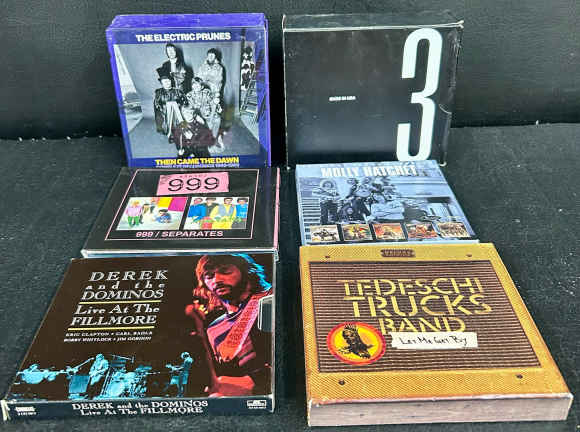 THE ELECTRIC PRUNES
THEN CAME THE DAWN
3
MOLLY HATCHET
999
999 / SEPARATES
DEREK
and the
DOMINOS
Live At The
FILLMORE
ERIC CLAPTON • CARL RADLE
BOBBY WHITLOCK • JIM GORDON
DEREK and the DOMINOS
Live At The FILLMORE
TEDESCHI
TRUCKS
BAND
Let Me Get By